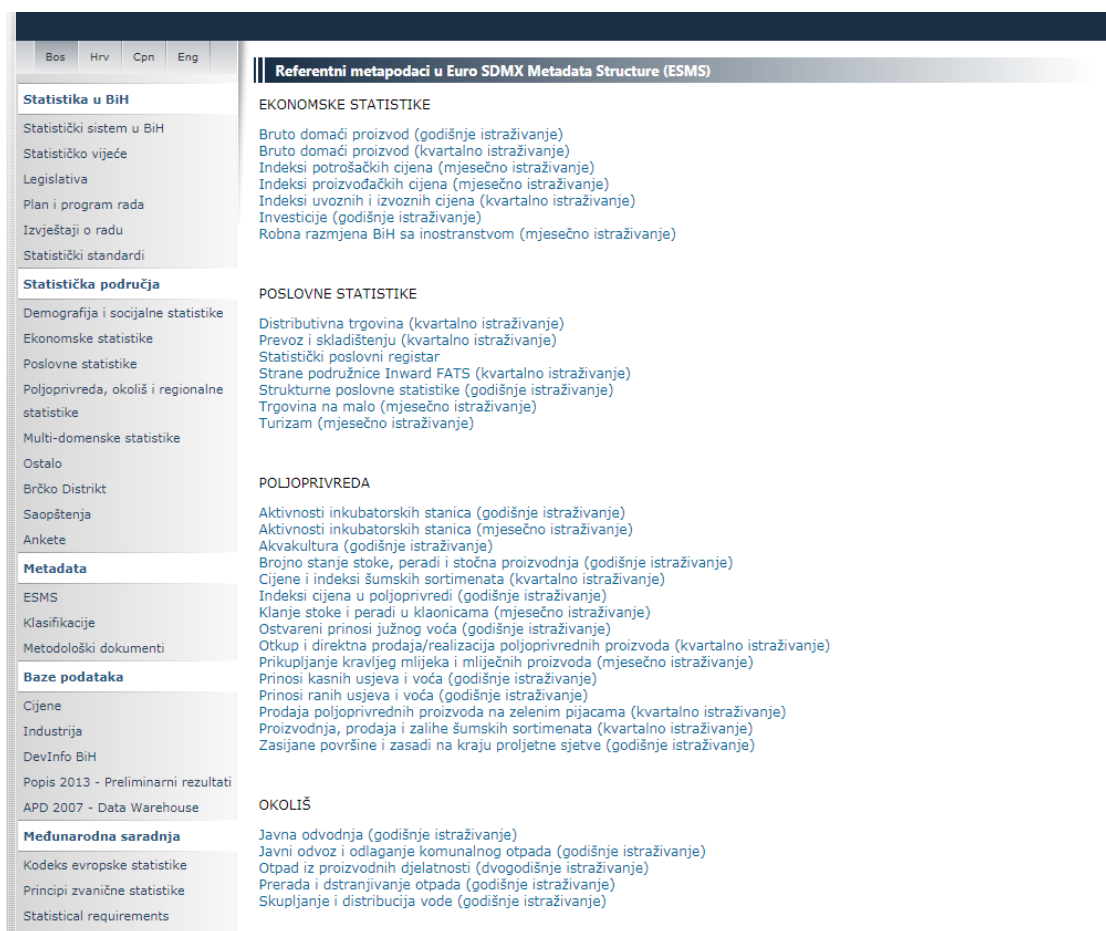 Bos Hrv Срп Eng
Statistika u BiH
Statistički sistem u BiH
Statističko vijeće
Legislativa
Plan i program rada
Izvještaji o radu
Statistički standardi
Statistička područja
Demografija i socijalne statistike
Ekonomske statistike
Poslovne statistike
Poljoprivreda, okoliš i regionalne
statistike
Multi-domenske statistike
Ostalo
Brčko Distrikt
Saopštenja
Ankete
Metadata
ESMS
Klasifikacije
Metodološki dokumenti
Baze podataka
Cijene
Industrija
DevInfo BiH
Popis 2013 - Preliminarni rezultati
APD 2007 - Data Warehouse
Međunarodna saradnja
Kodeks evropske statistike
Principi zvanične statistike
Statistical requirements
Referentni metapodaci u Euro SDMX Metadata Structure (ESMS)
EKONOMSKE STATISTIKE
Bruto domaći proizvod (godišnje istraživanje)
Bruto domaći proizvod (kvartalno istraživanje)
Indeksi potrošačkih cijena (mjesečno istraživanje)
Indeksi proizvođačkih cijena (mjesečno istraživanje)
Indeksi uvoznih i izvoznih cijena (kvartalno istraživanje)
Investicije (godišnje istraživanje)
Robna razmjena BiH sa inostranstvom (mjesečno istraživanje)
POSLOVNE STATISTIKE
Distributivna trgovina (kvartalno istraživanje)
Prevoz i skladištenju (kvartalno istraživanje)
Statistički poslovni registar
Strane podružnice Inward FATS (kvartalno istraživanje)
Strukturne poslovne statistike (godišnje istraživanje)
Trgovina na malo (mjesečno istraživanje)
Turizam (mjesečno istraživanje)
POLJOPRIVREDA
Aktivnosti inkubatorskih stanica (godišnje istraživanje)
Aktivnosti inkubatorskih stanica (mjesečno istraživanje)
Akvakultura (godišnje istraživanje)
Brojno stanje stoke, peradi i stočna proizvodnja (godišnje istraživanje)
Cijene i indeksi šumskih sortimenata (kvartalno istraživanje)
Indeksi cijena u poljoprivredi (godišnje istraživanje)
Klanje stoke i peradi u klaonicama (mjesečno istraživanje)
Ostvareni prinosi južnog voća (godišnje istraživanje)
Otkup i direktna prodaja/realizacija poljoprivrednih proizvoda (kvartalno istraživanje)
Prikupljanje kravljeg mlijeka i mliječnih proizvoda (mjesečno istraživanje)
Prinosi kasnih usjeva i voća (godišnje istraživanje)
Prinosi ranih usjeva i voća (godišnje istraživanje)
Prodaja poljoprivrednih proizvoda na zelenim pijacama (kvartalno istraživanje)
Proizvodnja, prodaja i zalihe šumskih sortimenata (kvartalno istraživanje)
Zasijane površine i zasadi na kraju proljetne sjetve (godišnje istraživanje)
OKOLIŠ
Javna odvodnja (godišnje istraživanje)
Javni odvoz i odlaganje komunalnog otpada (godišnje istraživanje)
Otpad iz proizvodnih djelatnosti (dvogodišnje istraživanje)
Prerada i dstranjivanje otpada (godišnje istraživanje)
Skupljanje i distribucija vode (godišnje istraživanje)